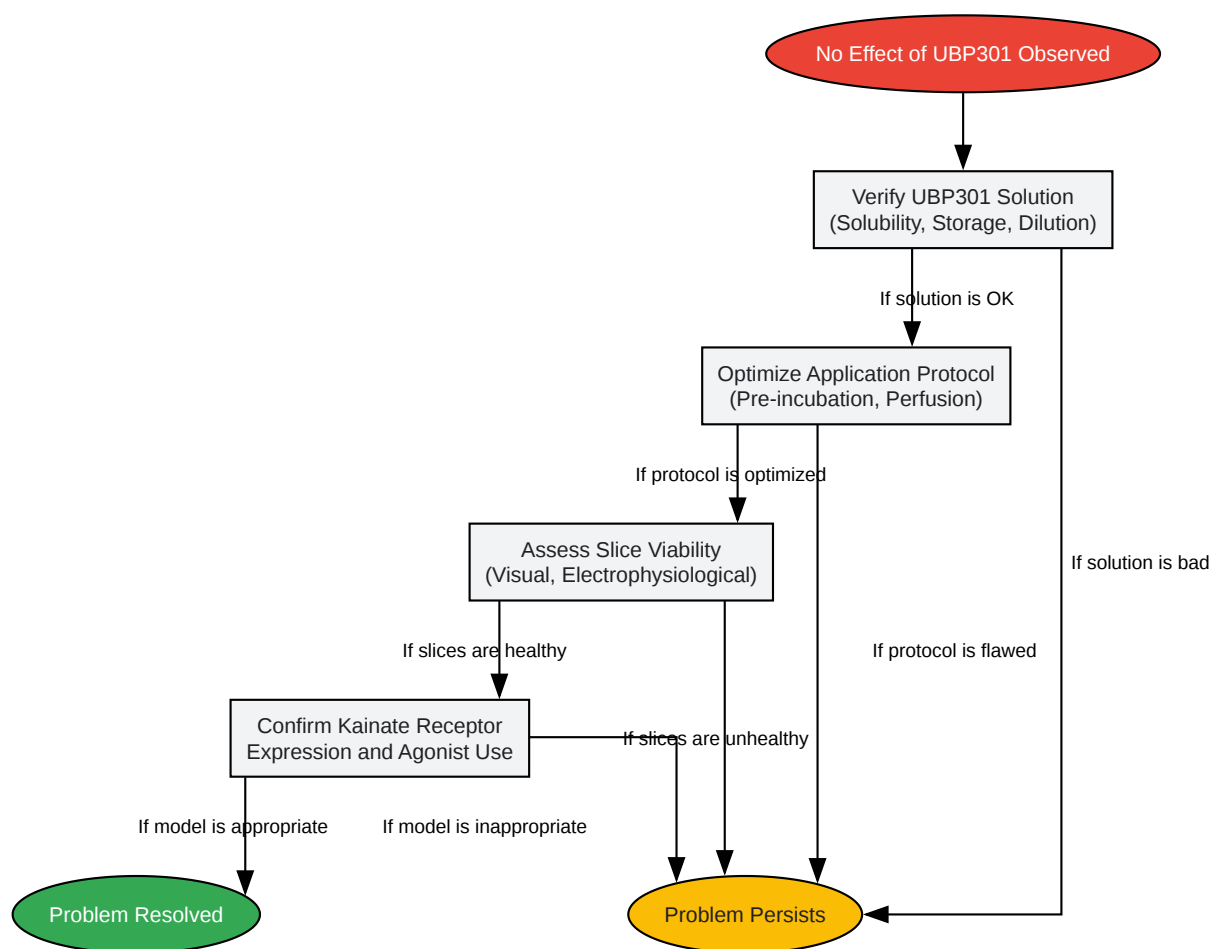 No Effect of UBP301 Observed
Verify UBP301 Solution
(Solubility, Storage, Dilution)
If solution is OK
Optimize Application Protocol
(Pre-incubation, Perfusion)
If protocol is optimized
Assess Slice Viability
(Visual, Electrophysiological)
If solution is bad
If slices are healthy
If protocol is flawed
Confirm Kainate Receptor
Expression and Agonist Use
If slices are unhealthy
If model is appropriate
If model is inappropriate
Problem Resolved
Problem Persists